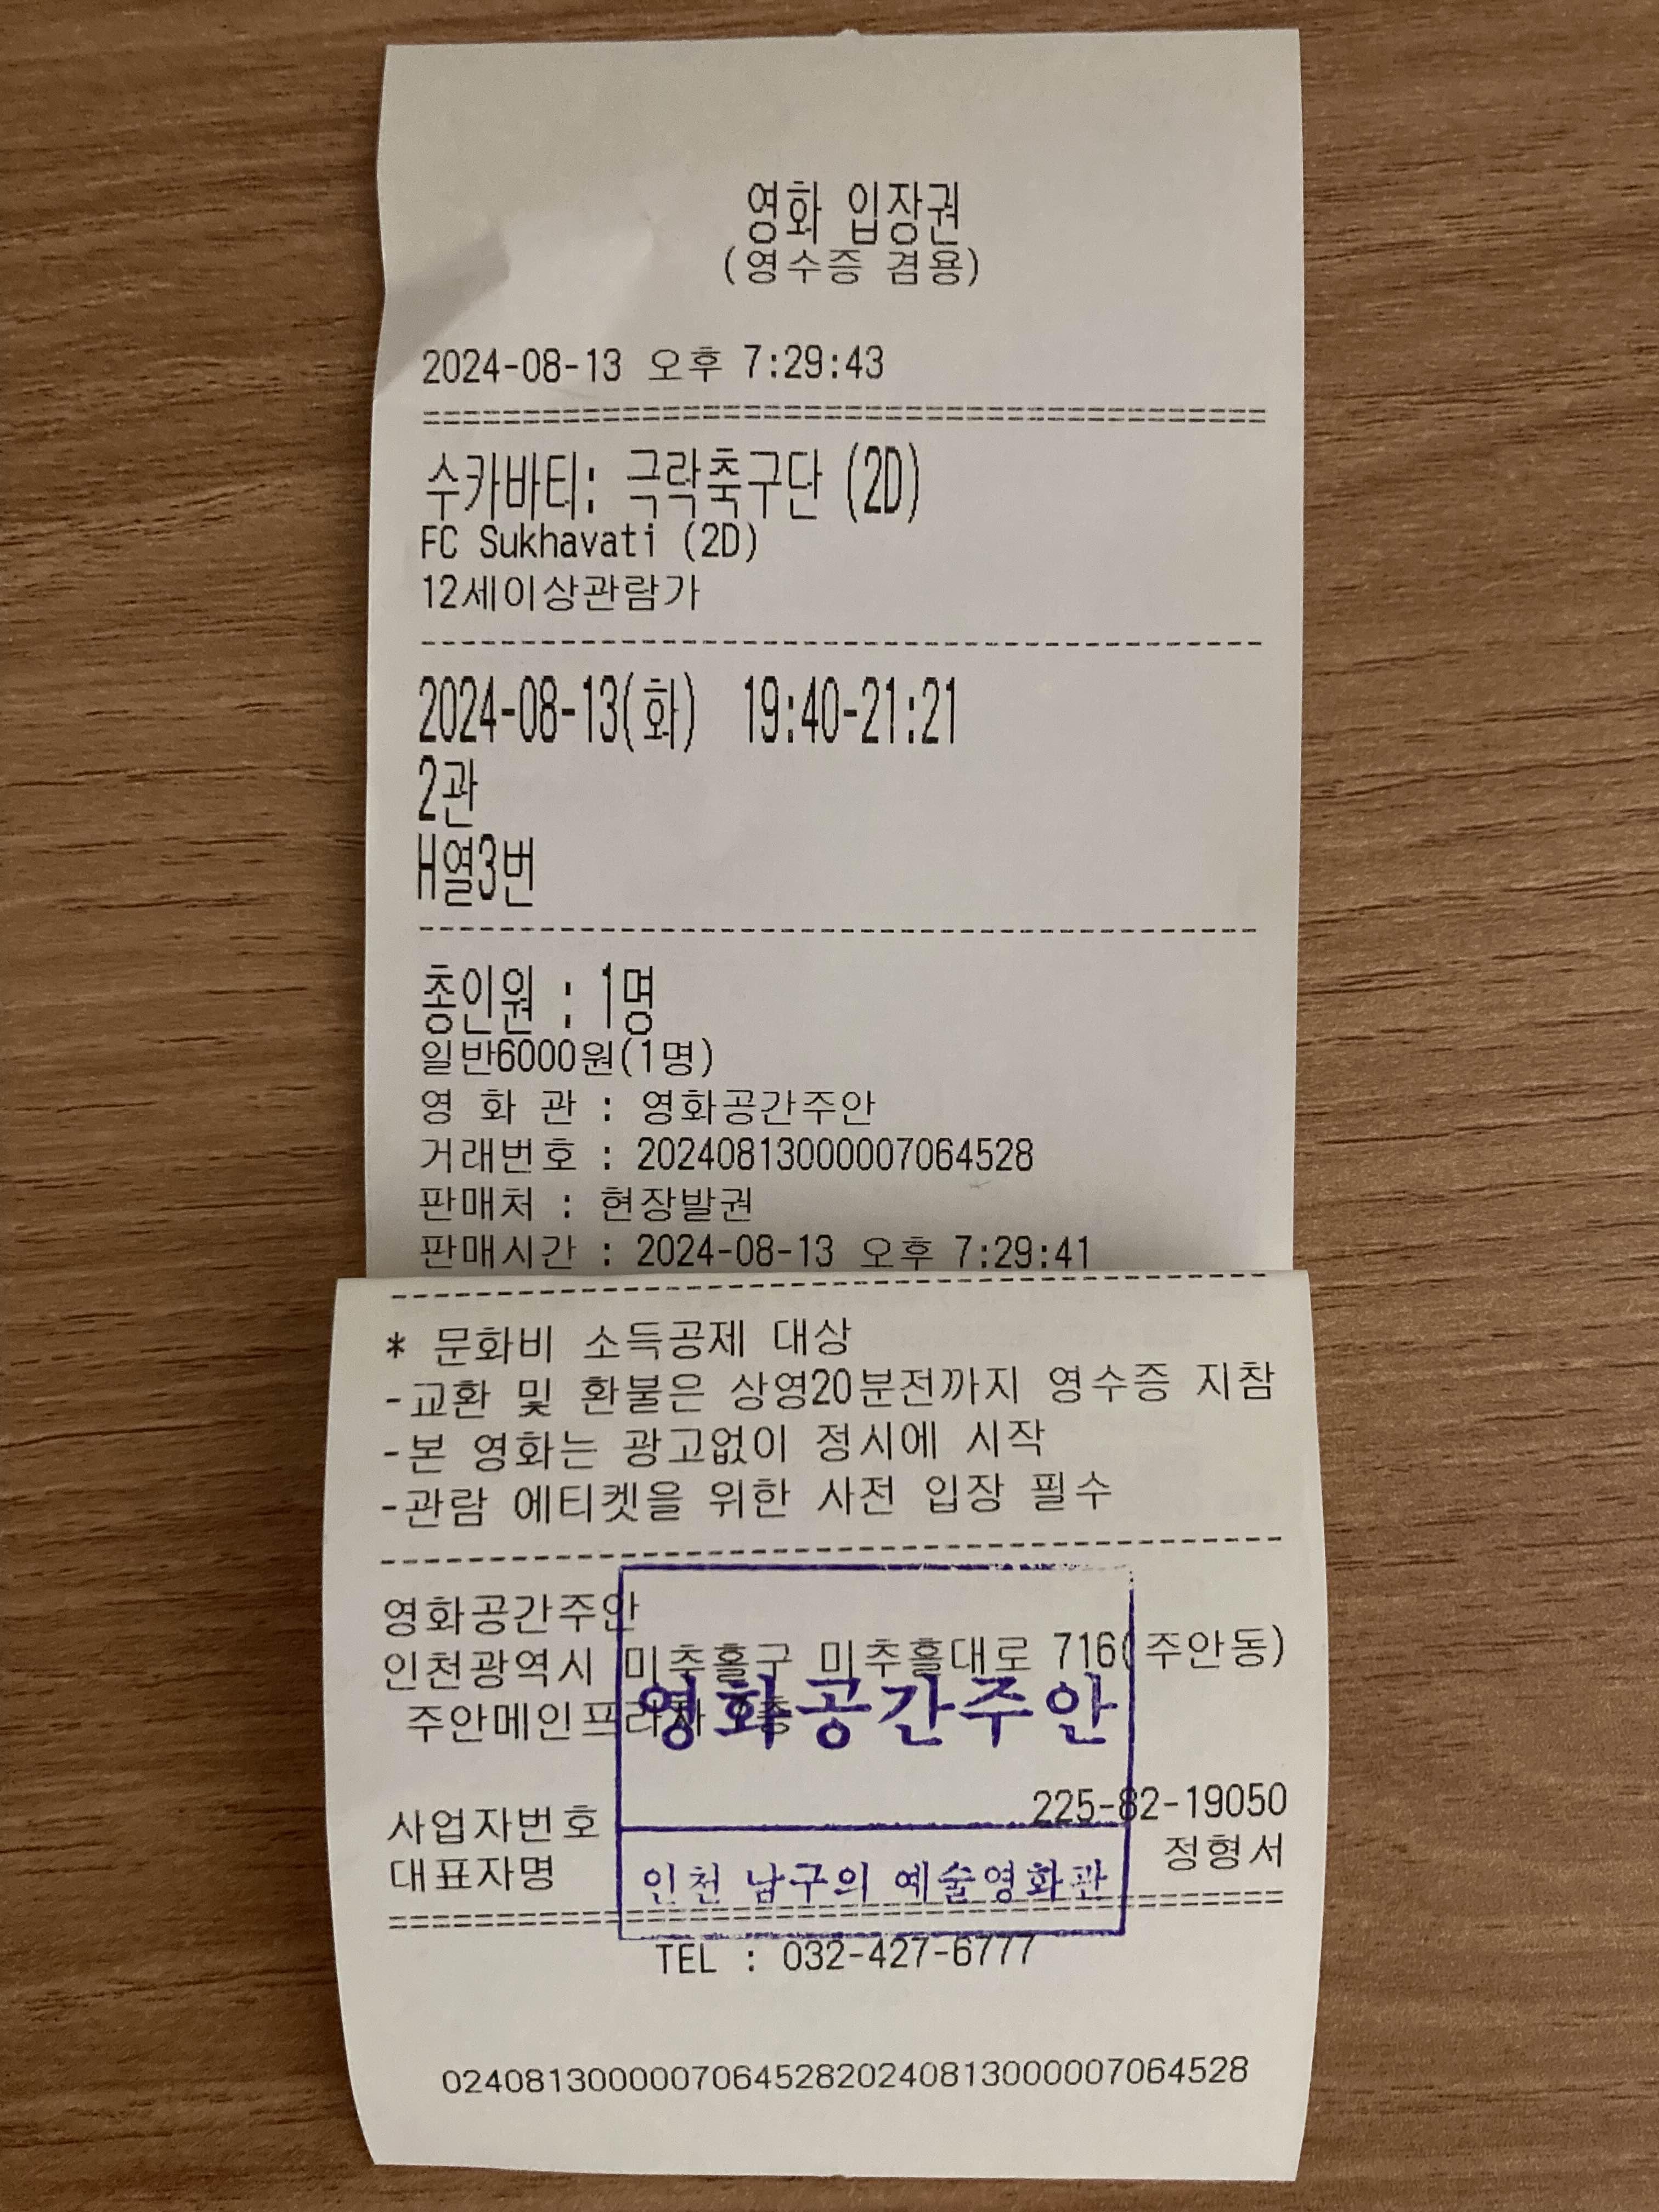 영화 입장권
(영수증 겸용)
2024-08-13 오후 7:29:43
수카바티: 극락축구단 (2D)
FC Sukhavati (2D)
12세이상관람가
2024-08-13(화) 19:40-21:21
2관
H열3번
총인원 : 1명
일반6000원(1명)
영 화 관 : 영화공간주안
거래번호 : 20240813000007064528
판매처 : 현장발권
판매시간 : 2024-08-13 오후 7:29:41
* 문화비 소득공제 대상
-교환 및 환불은 상영20분전까지 영수증 지참
-본 영화는 광고없이 정시에 시작
-관람 에티켓을 위한 사전 입장 필수
영화공간주안
인천광역시 미추홀구 미추홀대로 716(주안동)
주안메인프라자
영화공간주안
사업자번호 225-82-19050
대표자명 정형서
인천 남구의 예술영화관
TEL : 032-427-6777
024081300000706452820240813000007064528